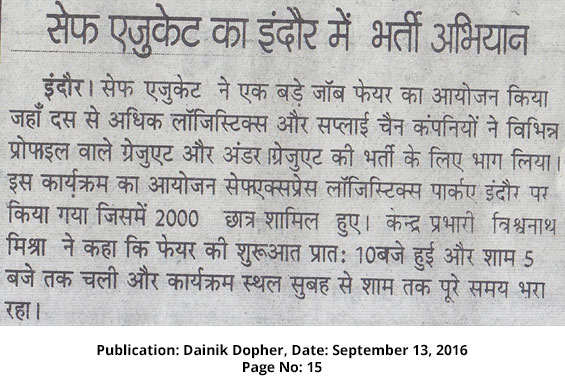 सेफ एजुकेट का इंदौर में भर्ती अभियान
इंदौर। सेफ एजुकेट ने एक बड़े जॉब फेयर का आयोजन किया
जहाँ दस से अधिक लॉजिस्टिक्स और सप्लाई चैन कंपनियों ने विभिन्न
प्रोफाइल वाले ग्रेजुएट और अंडर ग्रेजुएट की भर्ती के लिए भाग लिया।
इस कार्यक्रम का आयोजन सेफएक्सप्रेस लॉजिस्टिक्स पार्कए इंदौर पर
किया गया जिसमें 2000 छात्र शामिल हुए। केन्द्र प्रभारी विश्वनाथ
मिश्रा ने कहा कि फेयर की शुरूआत प्रात: 10बजे हुई और शाम 5
बजे तक चली और कार्यक्रम स्थल सुबह से शाम तक पूरे समय भरा
रहा।
Publication: Dainik Dopher, Date: September 13, 2016
Page No: 15